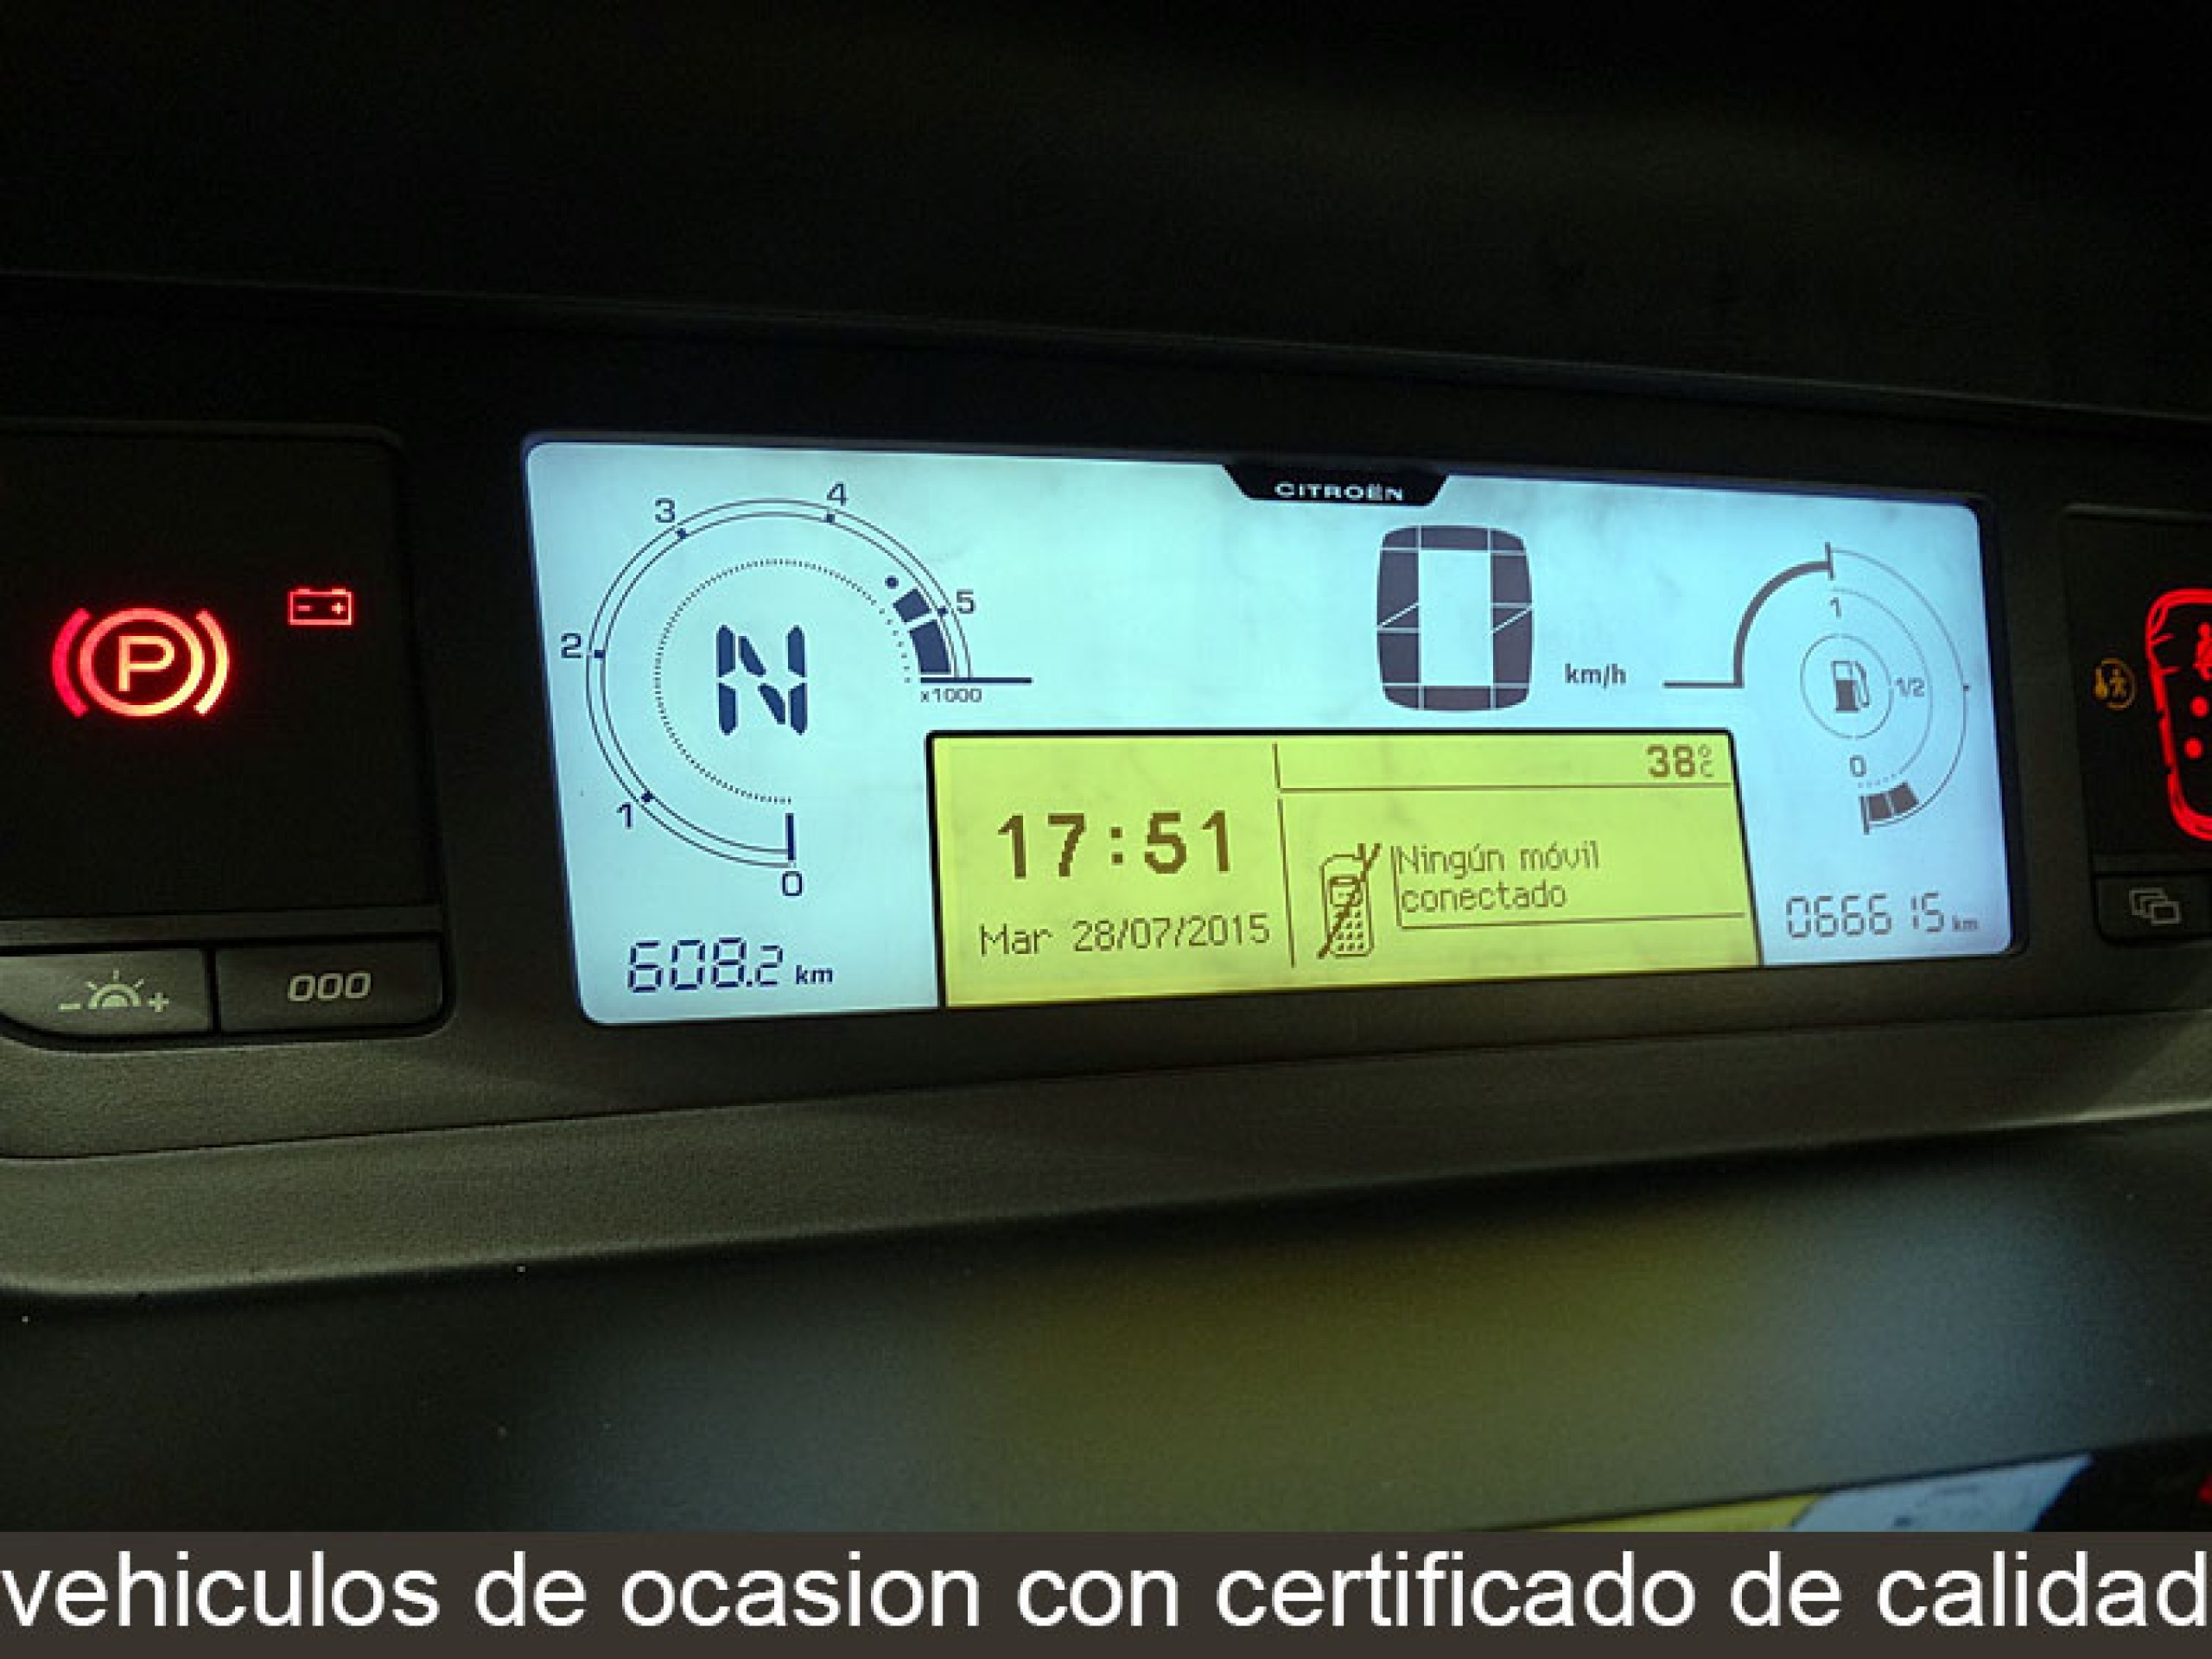 CITROËN
4
3
5
2
x1000
1
0
N
608.2 km
P
000
0 km/h
1
1/2
0
38°C
17:51
Mar 28/07/2015
Ningún móvil
conectado
066615 km
vehiculos de ocasion con certificado de calidad